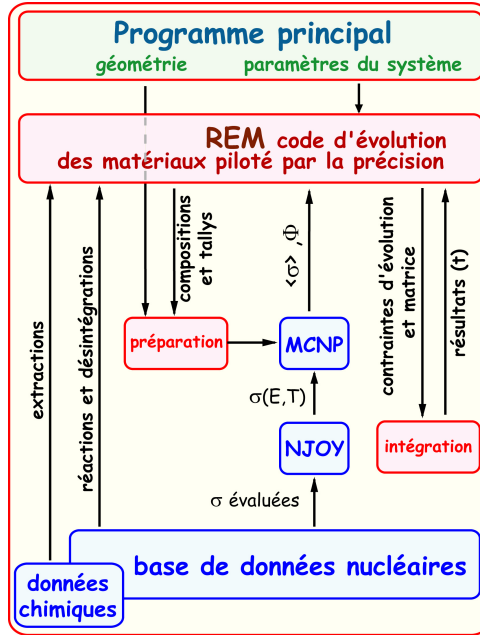 Programme principal
géométrie
paramètres du système
REM code d'évolution
des matériaux piloté par la précision
extractions
réactions et désintégrations
compositions
et tallys
<σ> ,Φ
contraintes d'évolution
et matrice
résultats (t)
préparation
MCNP
σ(E,T)
NJOY
intégration
σ évaluées
base de données nucléaires
données
chimiques